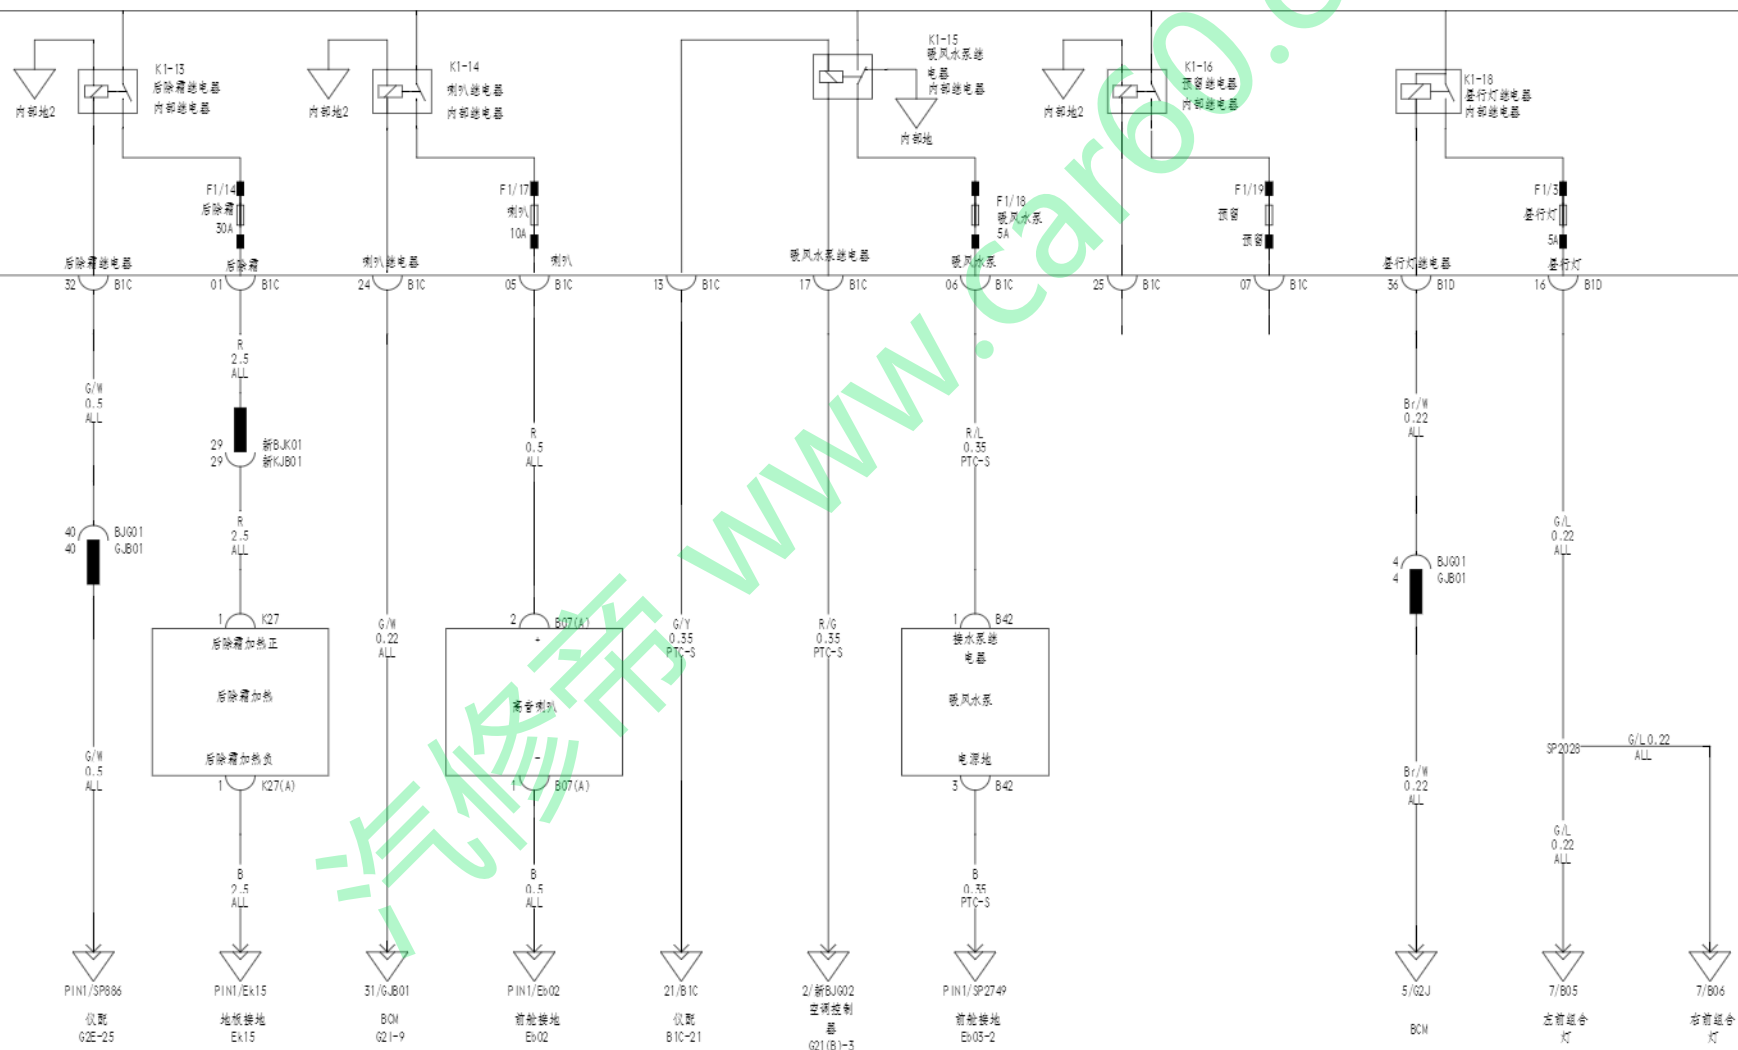 K1-13
后除霜继电器
内部继电器
内部地2
K1-14
喇叭继电器
内部继电器
内部地2
K1-15
暖风水泵继
电器
内部继电器
内部地
K1-16
预留继电器
内部继电器
内部地2
K1-18
昼行灯继电器
内部继电器
F1/14
后除霜
30A
F1/17
喇叭
10A
F1/18
暖风水泵
5A
F1/19
预留
预留
F1/3
昼行灯
5A
后除霜继电器
后除霜
喇叭继电器
喇叭
暖风水泵继电器
暖风水泵
昼行灯继电器
昼行灯
32 B1C
01 B1C
24 B1C
05 B1C
13 B1C
17 B1C
06 B1C
25 B1C
07 B1C
36 B1D
16 B1D
G/W
0.5
ALL
40 BJG01
40 GJB01
G/W
0.5
ALL
PIN1/SP886
仪配
G2E-25
R
2.5
ALL
29 新BJK01
29 新KJB01
R
2.5
ALL
1 K27
后除霜加热正
后除霜加热
后除霜加热负
1 K27(A)
B
2.5
ALL
PIN1/Ek15
地板接地
Ek15
G/W
0.22
ALL
31/GJB01
BCM
G2I-9
R
0.5
ALL
2 B07(A)
+
高音喇叭
-
1 B07(A)
B
0.5
ALL
PIN1/Eb02
前舱接地
Eb02
G/Y
0.35
PTC-S
21/B1C
仪配
B1C-21
R/G
0.35
PTC-S
2/新BJG02
空调控制
器
G21(B)-3
R/L
0.35
PTC-S
1 B42
接水泵继
电器
暖风水泵
电源地
3 B42
B
0.35
PTC-S
PIN1/SP2749
前舱接地
Eb03-2
Br/W
0.22
ALL
4 BJG01
4 GJB01
Br/W
0.22
ALL
5/G2J
BCM
G/L
0.22
ALL
SP2028
G/L 0.22
ALL
G/L
0.22
ALL
7/B05
左前组合
灯
7/B06
右前组合
灯
汽修帝 www.car60.c